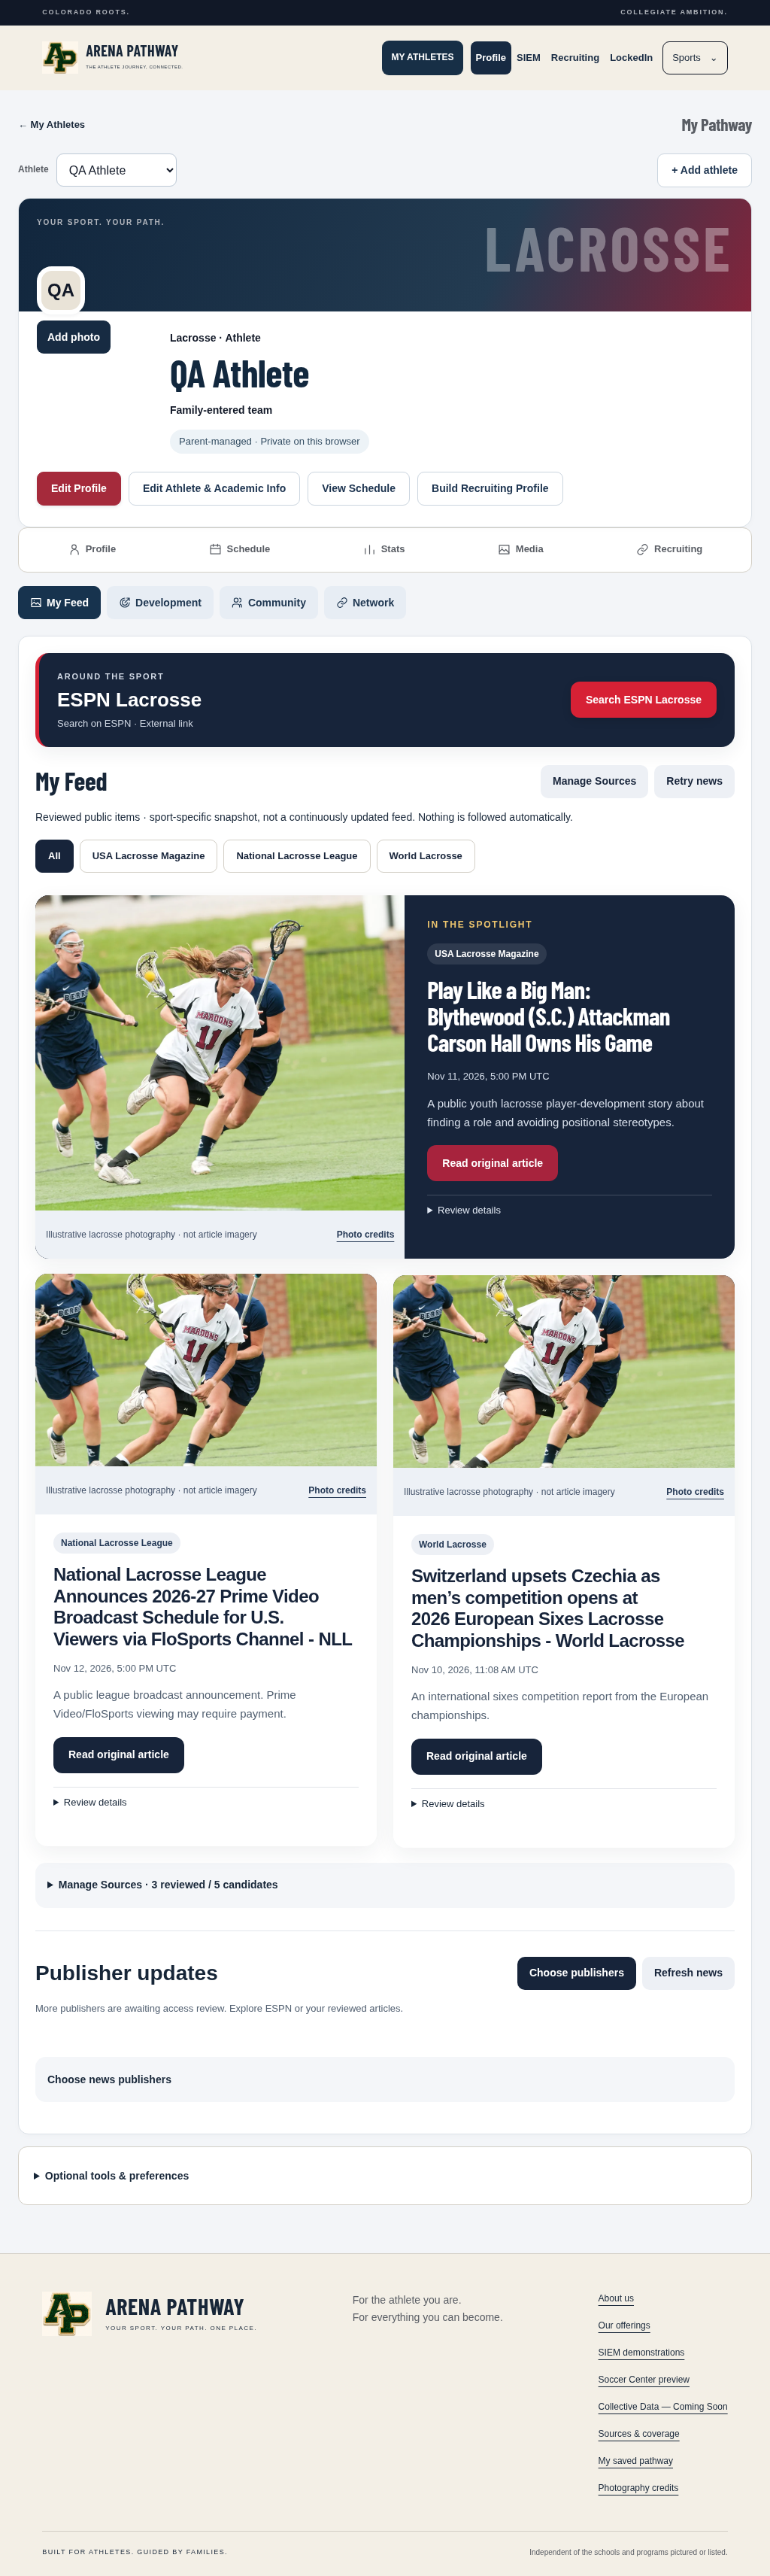 COLORADO ROOTS.
COLLEGIATE AMBITION.
AP
ARENA PATHWAY
THE ATHLETE JOURNEY, CONNECTED.
MY ATHLETES
Profile
SIEM
Recruiting
LockedIn
Sports
← My Athletes
My Pathway
Athlete
QA Athlete
+ Add athlete
YOUR SPORT. YOUR PATH.
LACROSSE
QA
Add photo
Lacrosse · Athlete
QA Athlete
Family-entered team
Parent-managed · Private on this browser
Edit Profile
Edit Athlete & Academic Info
View Schedule
Build Recruiting Profile
Profile
Schedule
Stats
Media
Recruiting
My Feed
Development
Community
Network
AROUND THE SPORT
ESPN Lacrosse
Search on ESPN · External link
Search ESPN Lacrosse
My Feed
Manage Sources
Retry news
Reviewed public items · sport-specific snapshot, not a continuously updated feed. Nothing is followed automatically.
All
USA Lacrosse Magazine
National Lacrosse League
World Lacrosse
MAROONS
11
IN THE SPOTLIGHT
USA Lacrosse Magazine
Play Like a Big Man:
Blythewood (S.C.) Attackman
Carson Hall Owns His Game
Nov 11, 2026, 5:00 PM UTC
A public youth lacrosse player-development story about
finding a role and avoiding positional stereotypes.
Read original article
▶ Review details
Illustrative lacrosse photography · not article imagery
Photo credits
MAROONS
11
Illustrative lacrosse photography · not article imagery
Photo credits
National Lacrosse League
National Lacrosse League
Announces 2026-27 Prime Video
Broadcast Schedule for U.S.
Viewers via FloSports Channel - NLL
Nov 12, 2026, 5:00 PM UTC
A public league broadcast announcement. Prime
Video/FloSports viewing may require payment.
Read original article
▶ Review details
MAROONS
11
Illustrative lacrosse photography · not article imagery
Photo credits
World Lacrosse
Switzerland upsets Czechia as
men’s competition opens at
2026 European Sixes Lacrosse
Championships - World Lacrosse
Nov 10, 2026, 11:08 AM UTC
An international sixes competition report from the European
championships.
Read original article
▶ Review details
▶ Manage Sources · 3 reviewed / 5 candidates
Publisher updates
Choose publishers
Refresh news
More publishers are awaiting access review. Explore ESPN or your reviewed articles.
Choose news publishers
▶ Optional tools & preferences
AP
ARENA PATHWAY
YOUR SPORT. YOUR PATH. ONE PLACE.
For the athlete you are.
For everything you can become.
About us
Our offerings
SIEM demonstrations
Soccer Center preview
Collective Data — Coming Soon
Sources & coverage
My saved pathway
Photography credits
BUILT FOR ATHLETES. GUIDED BY FAMILIES.
Independent of the schools and programs pictured or listed.